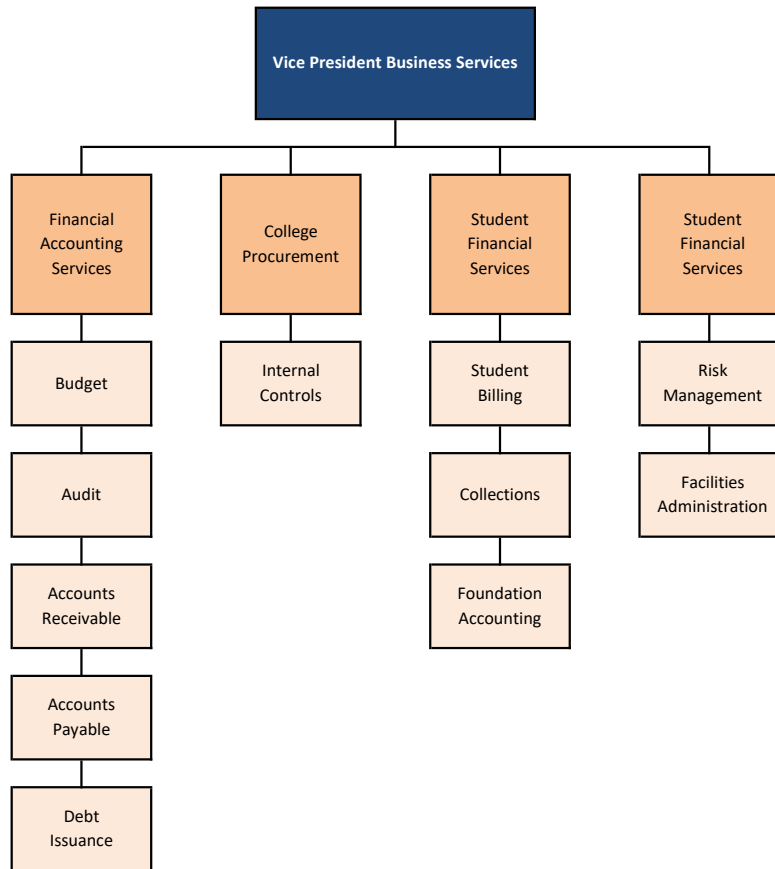 Vice President Business Services
Financial
Accounting
Services
College
Procurement
Student
Financial
Services
Student
Financial
Services
Budget
Internal
Controls
Student
Billing
Risk
Management
Audit
Collections
Facilities
Administration
Accounts
Receivable
Foundation
Accounting
Accounts
Payable
Debt
Issuance